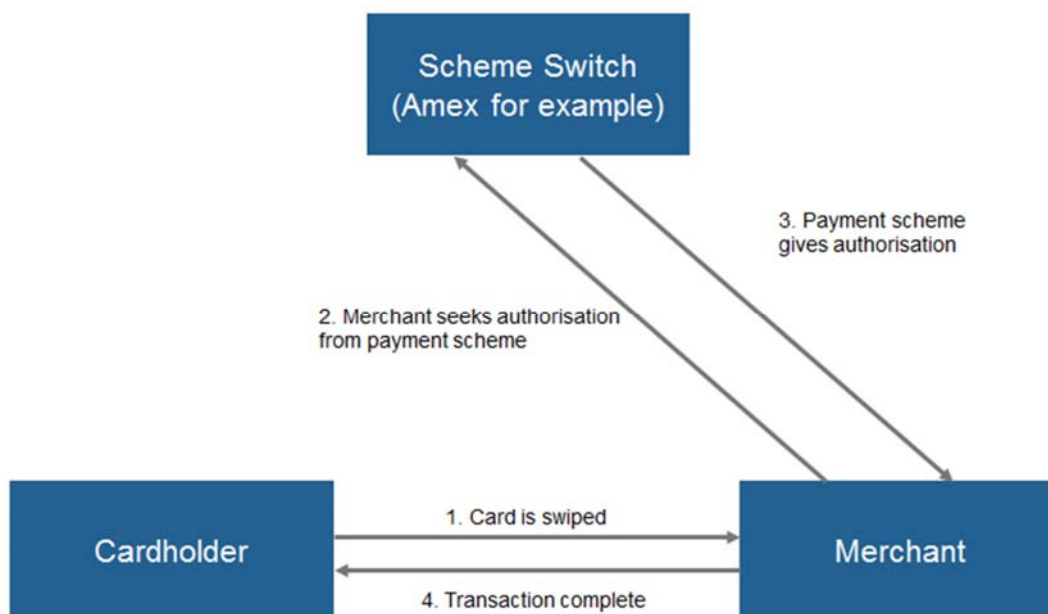 Scheme Switch
(Amex for example)
3. Payment scheme
gives authorisation
2. Merchant seeks authorisation
from payment scheme
1. Card is swiped
Cardholder
Merchant
4. Transaction complete